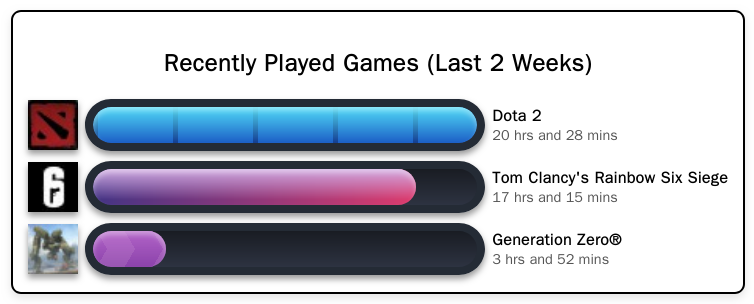 Recently Played Games (Last 2 Weeks)
Dota 2
20 hrs and 28 mins
Tom Clancy's Rainbow Six Siege
17 hrs and 15 mins
Generation Zero®
3 hrs and 52 mins